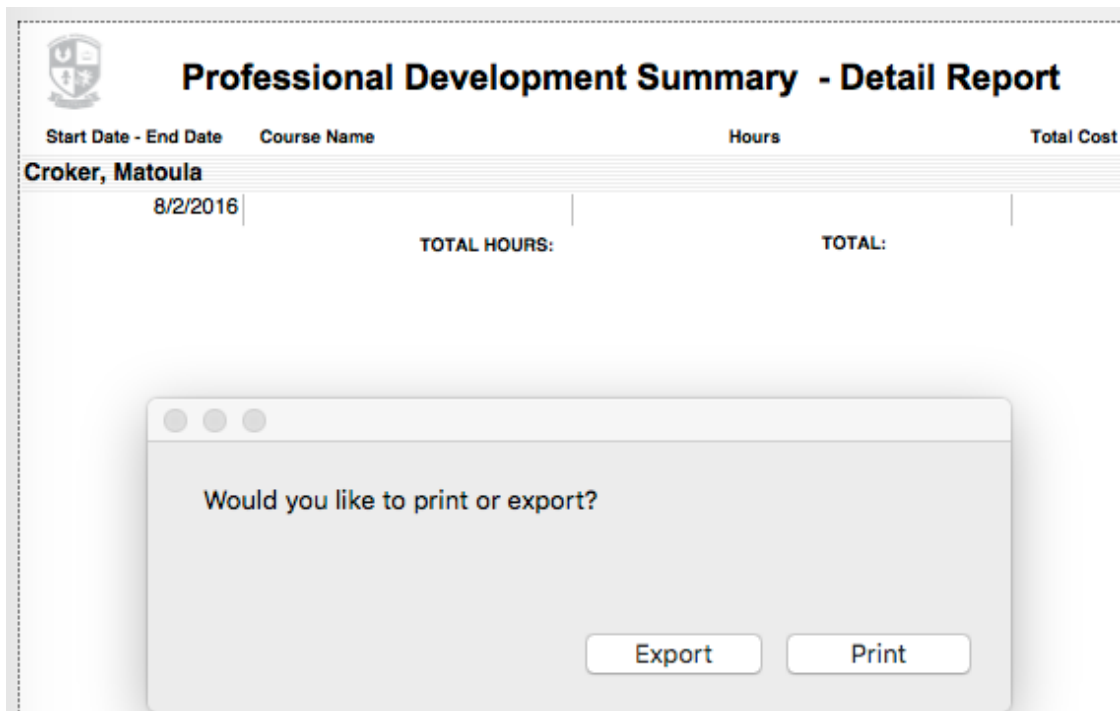 Professional Development Summary - Detail Report
Start Date - End Date Course Name Hours Total Cost
Croker, Matoula
8/2/2016
TOTAL HOURS: TOTAL:
Would you like to print or export?
Export Print